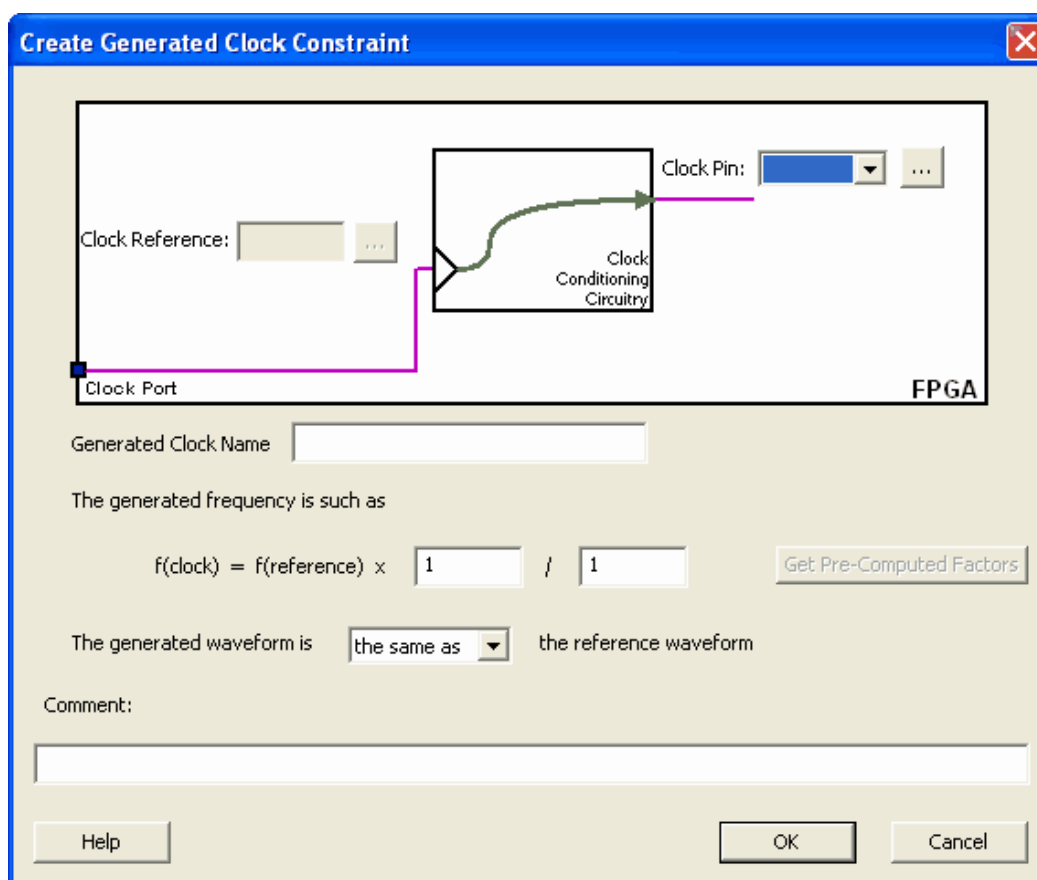 Create Generated Clock Constraint
Clock Pin:
...
Clock Reference:
...
Clock
Conditioning
Circuitry
Clock Port
FPGA
Generated Clock Name
The generated frequency is such as
f(clock) = f(reference) x 1 / 1
Get Pre-Computed Factors
The generated waveform is the same as the reference waveform
Comment:
Help
OK
Cancel